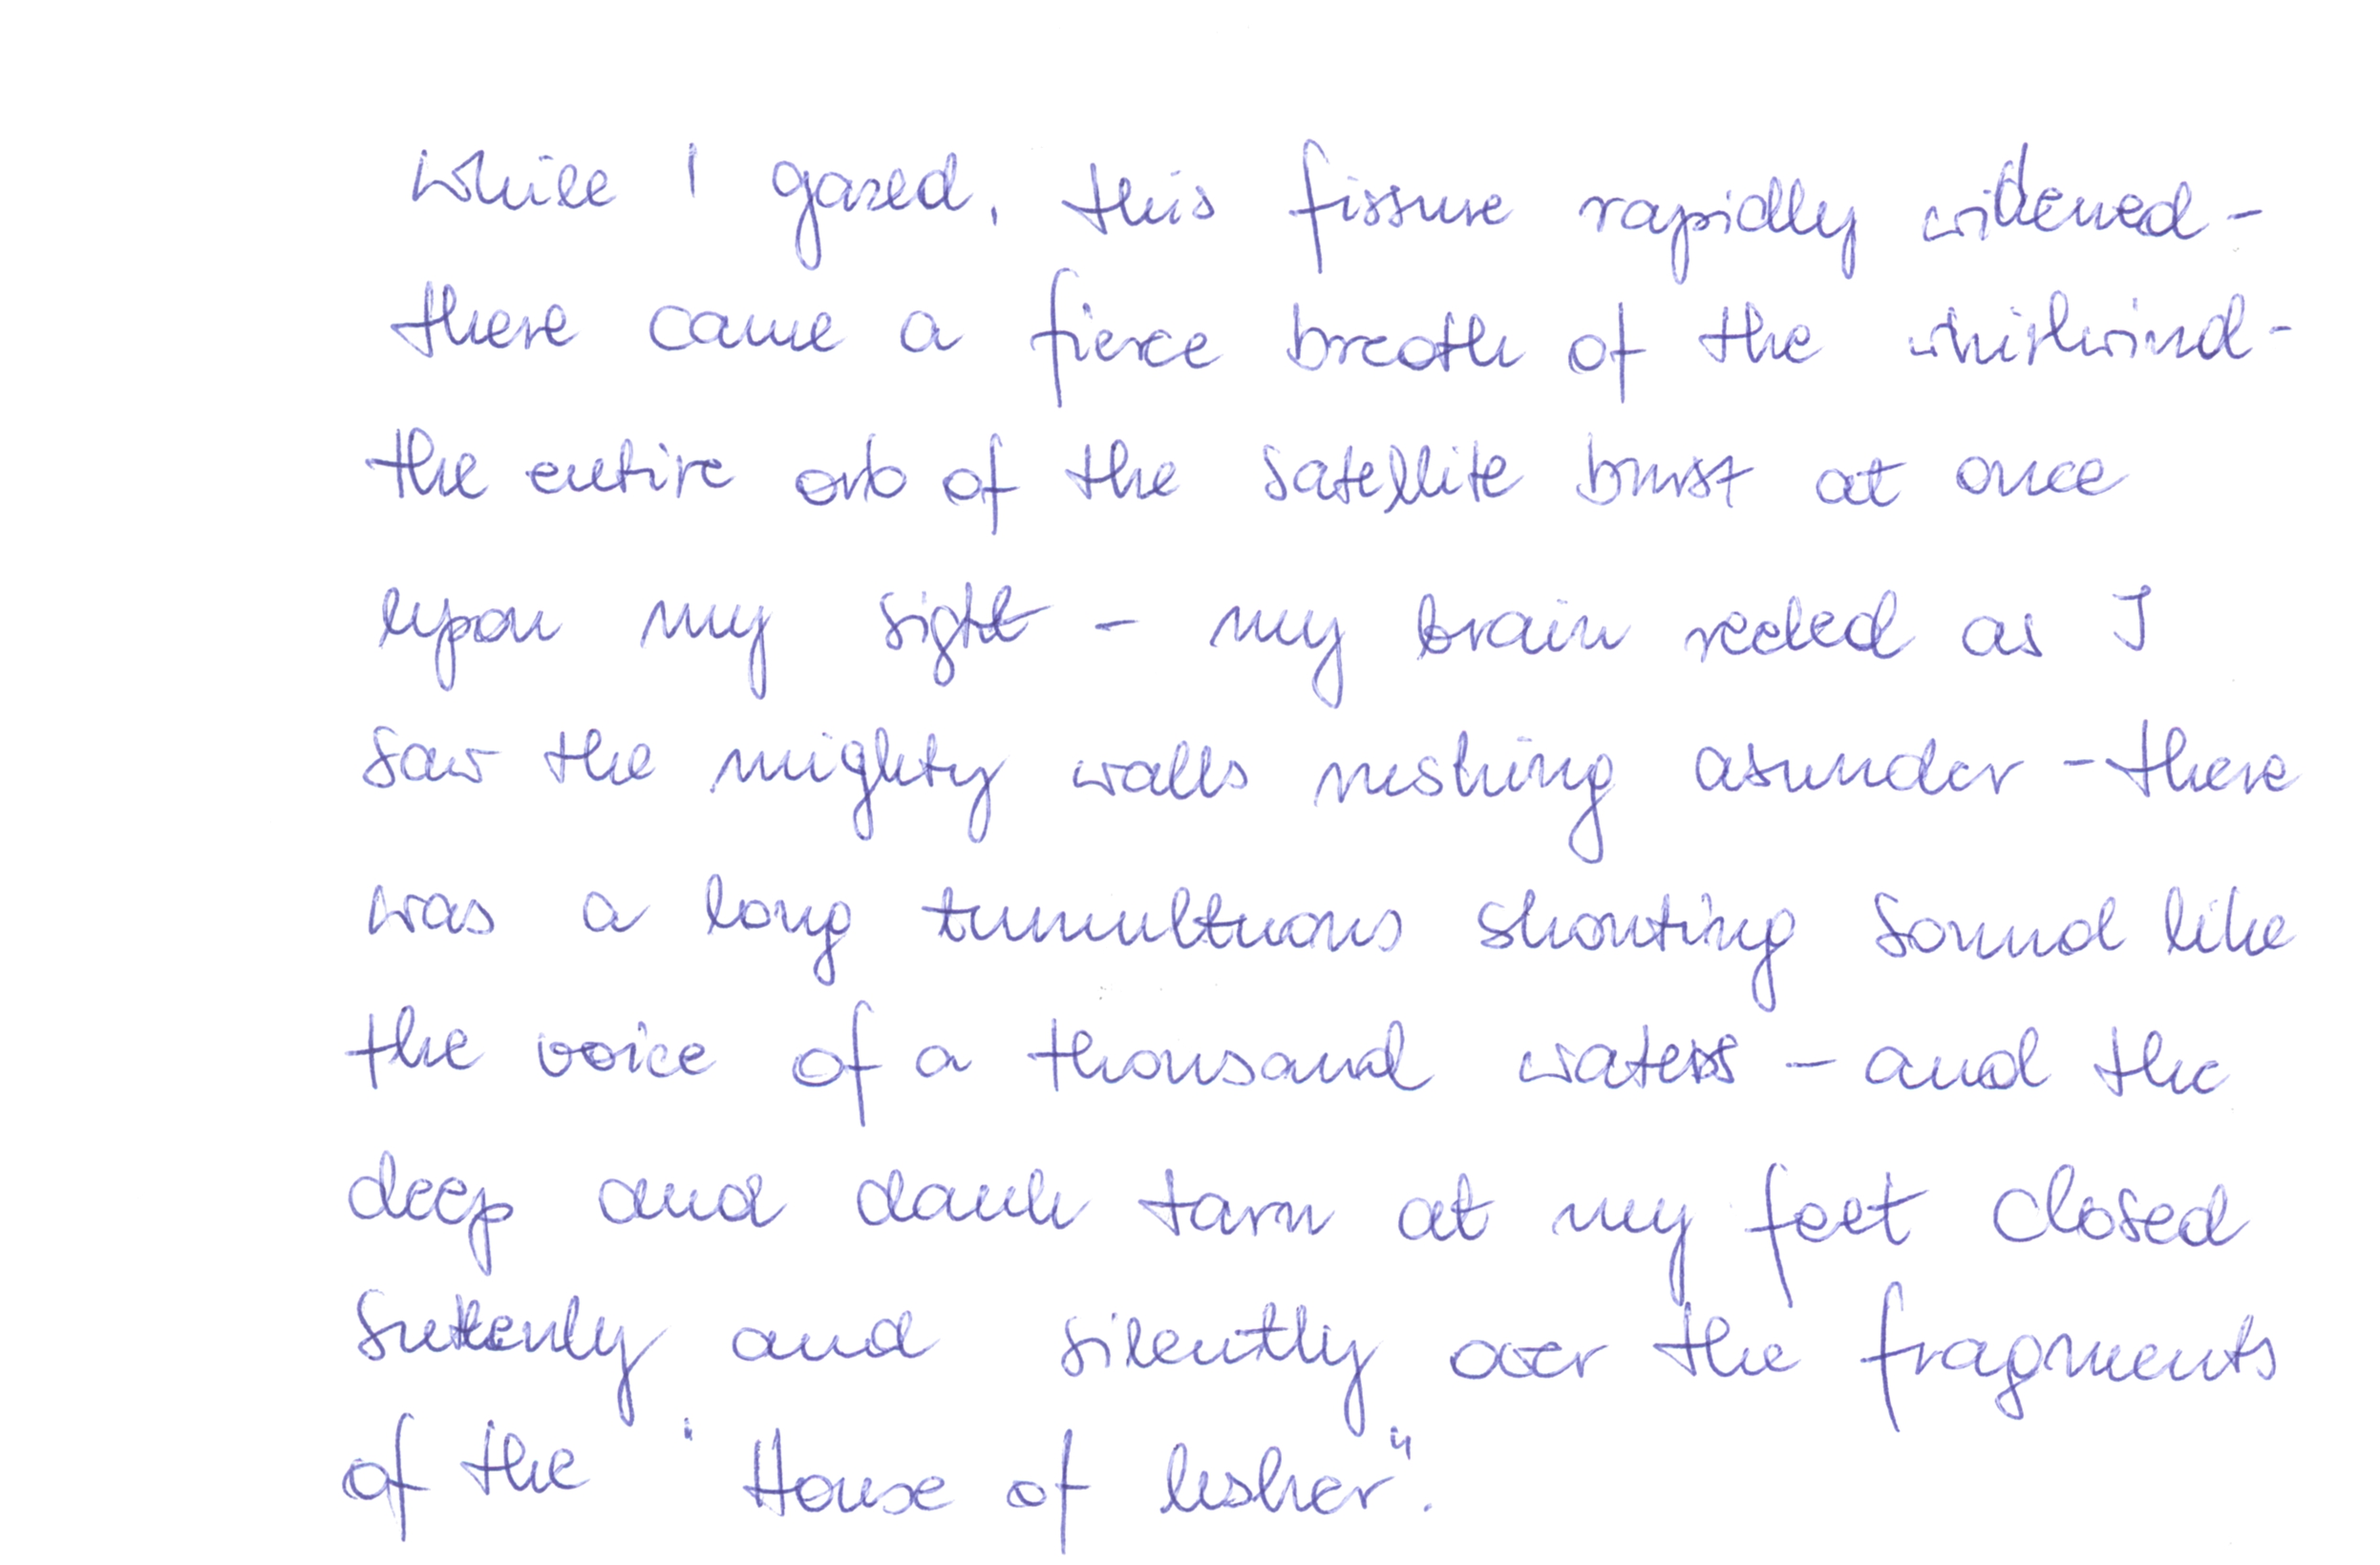 While I gazed, this fissure rapidly widened -
there came a fierce breath of the whirlwind -
the entire orb of the satellite burst at once
upon my sight - my brain reeled as I
saw the mighty walls rushing asunder - there
was a long tumultuous shouting sound like
the voice of a thousand waters - and the
deep and dank tarn at my feet closed
sullenly and silently over the fragments
of the "House of Usher".